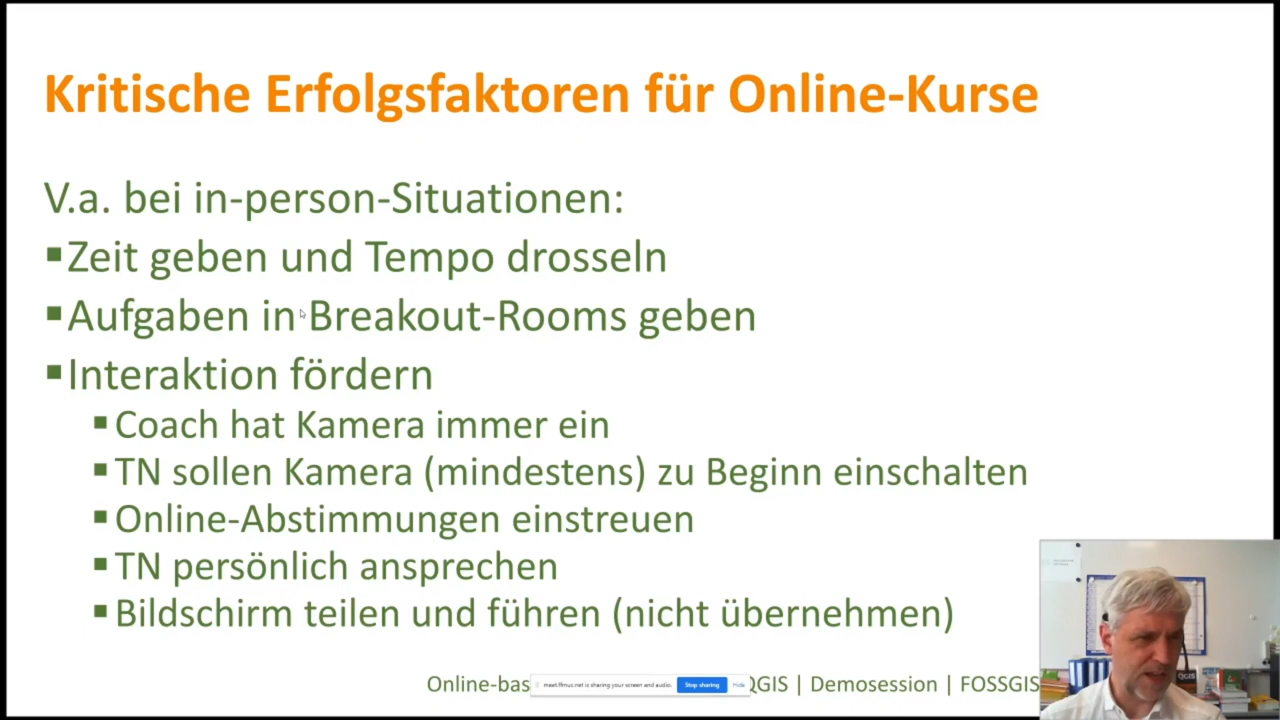 Kritische Erfolgsfaktoren für Online-Kurse
V.a. bei in-person-Situationen:
▪Zeit geben und Tempo drosseln
▪Aufgaben in Breakout-Rooms geben
▪Interaktion fördern
▪Coach hat Kamera immer ein
▪TN sollen Kamera (mindestens) zu Beginn einschalten
▪Online-Abstimmungen einstreuen
▪TN persönlich ansprechen
▪Bildschirm teilen und führen (nicht übernehmen)
Online-bas QGIS | Demosession | FOSSGIS
meet.ffmuc.net is sharing your screen and audio. Stop sharing Hide
QGIS